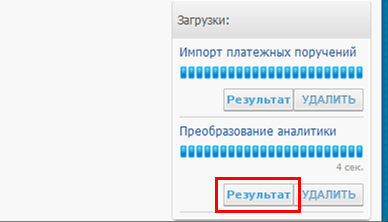 Загрузки:
Импорт платежных поручений
Результат УДАЛИТЬ
Преобразование аналитики
4 сек.
Результат УДАЛИТЬ